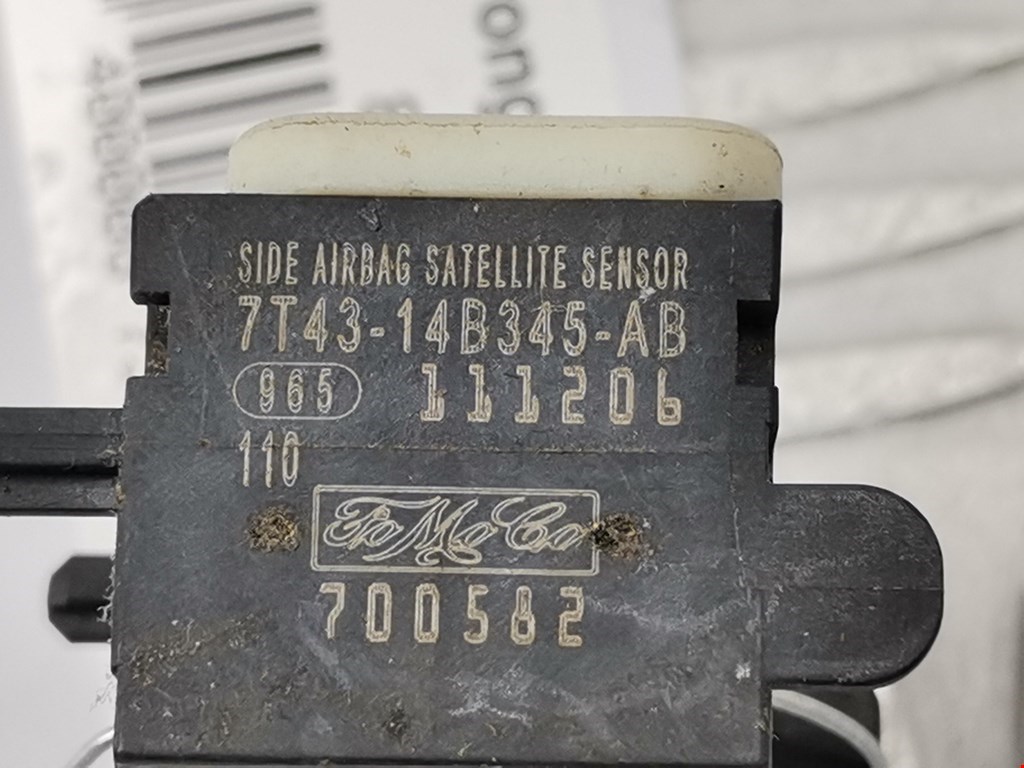 SIDE AIRBAG SATELLITE SENSOR
7T43-14B345-AB
965 111206
110
FoMoCo
700582